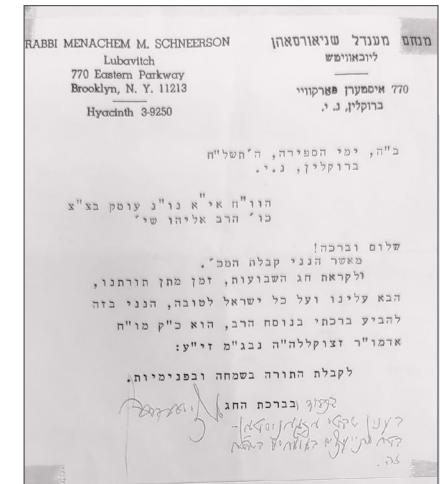 RABBI MENACHEM M. SCHNEERSON
Lubavitch
770 Eastern Parkway
Brooklyn, N. Y. 11213
Hyacinth 3-9250
מנחם מענדל שניאורסאהן
ליובאוויטש
770 איסטערן פארקוויי
ברוקלין, נ. י.
ב"ה, ימי הספירה, ה'תשל"ח
ברוקלין, נ.י.
הוו"ח אי"א נו"נ עוסק בצ"צ
כו' הרב אליהו שי'
שלום וברכה!
מאשר הנני קבלת המכ'.
ולקראת חג השבועות, זמן מתן תורתנו,
הבא עלינו ועל כל ישראל לטובה, הנני בזה
להביע ברכתי בנוסח הרב, הוא כ"ק מו"ח
אדמו"ר זצוקללה"ה נבג"מ זי"ע:
לקבלת התורה בשמחה ובפנימיות.
בברכת החג